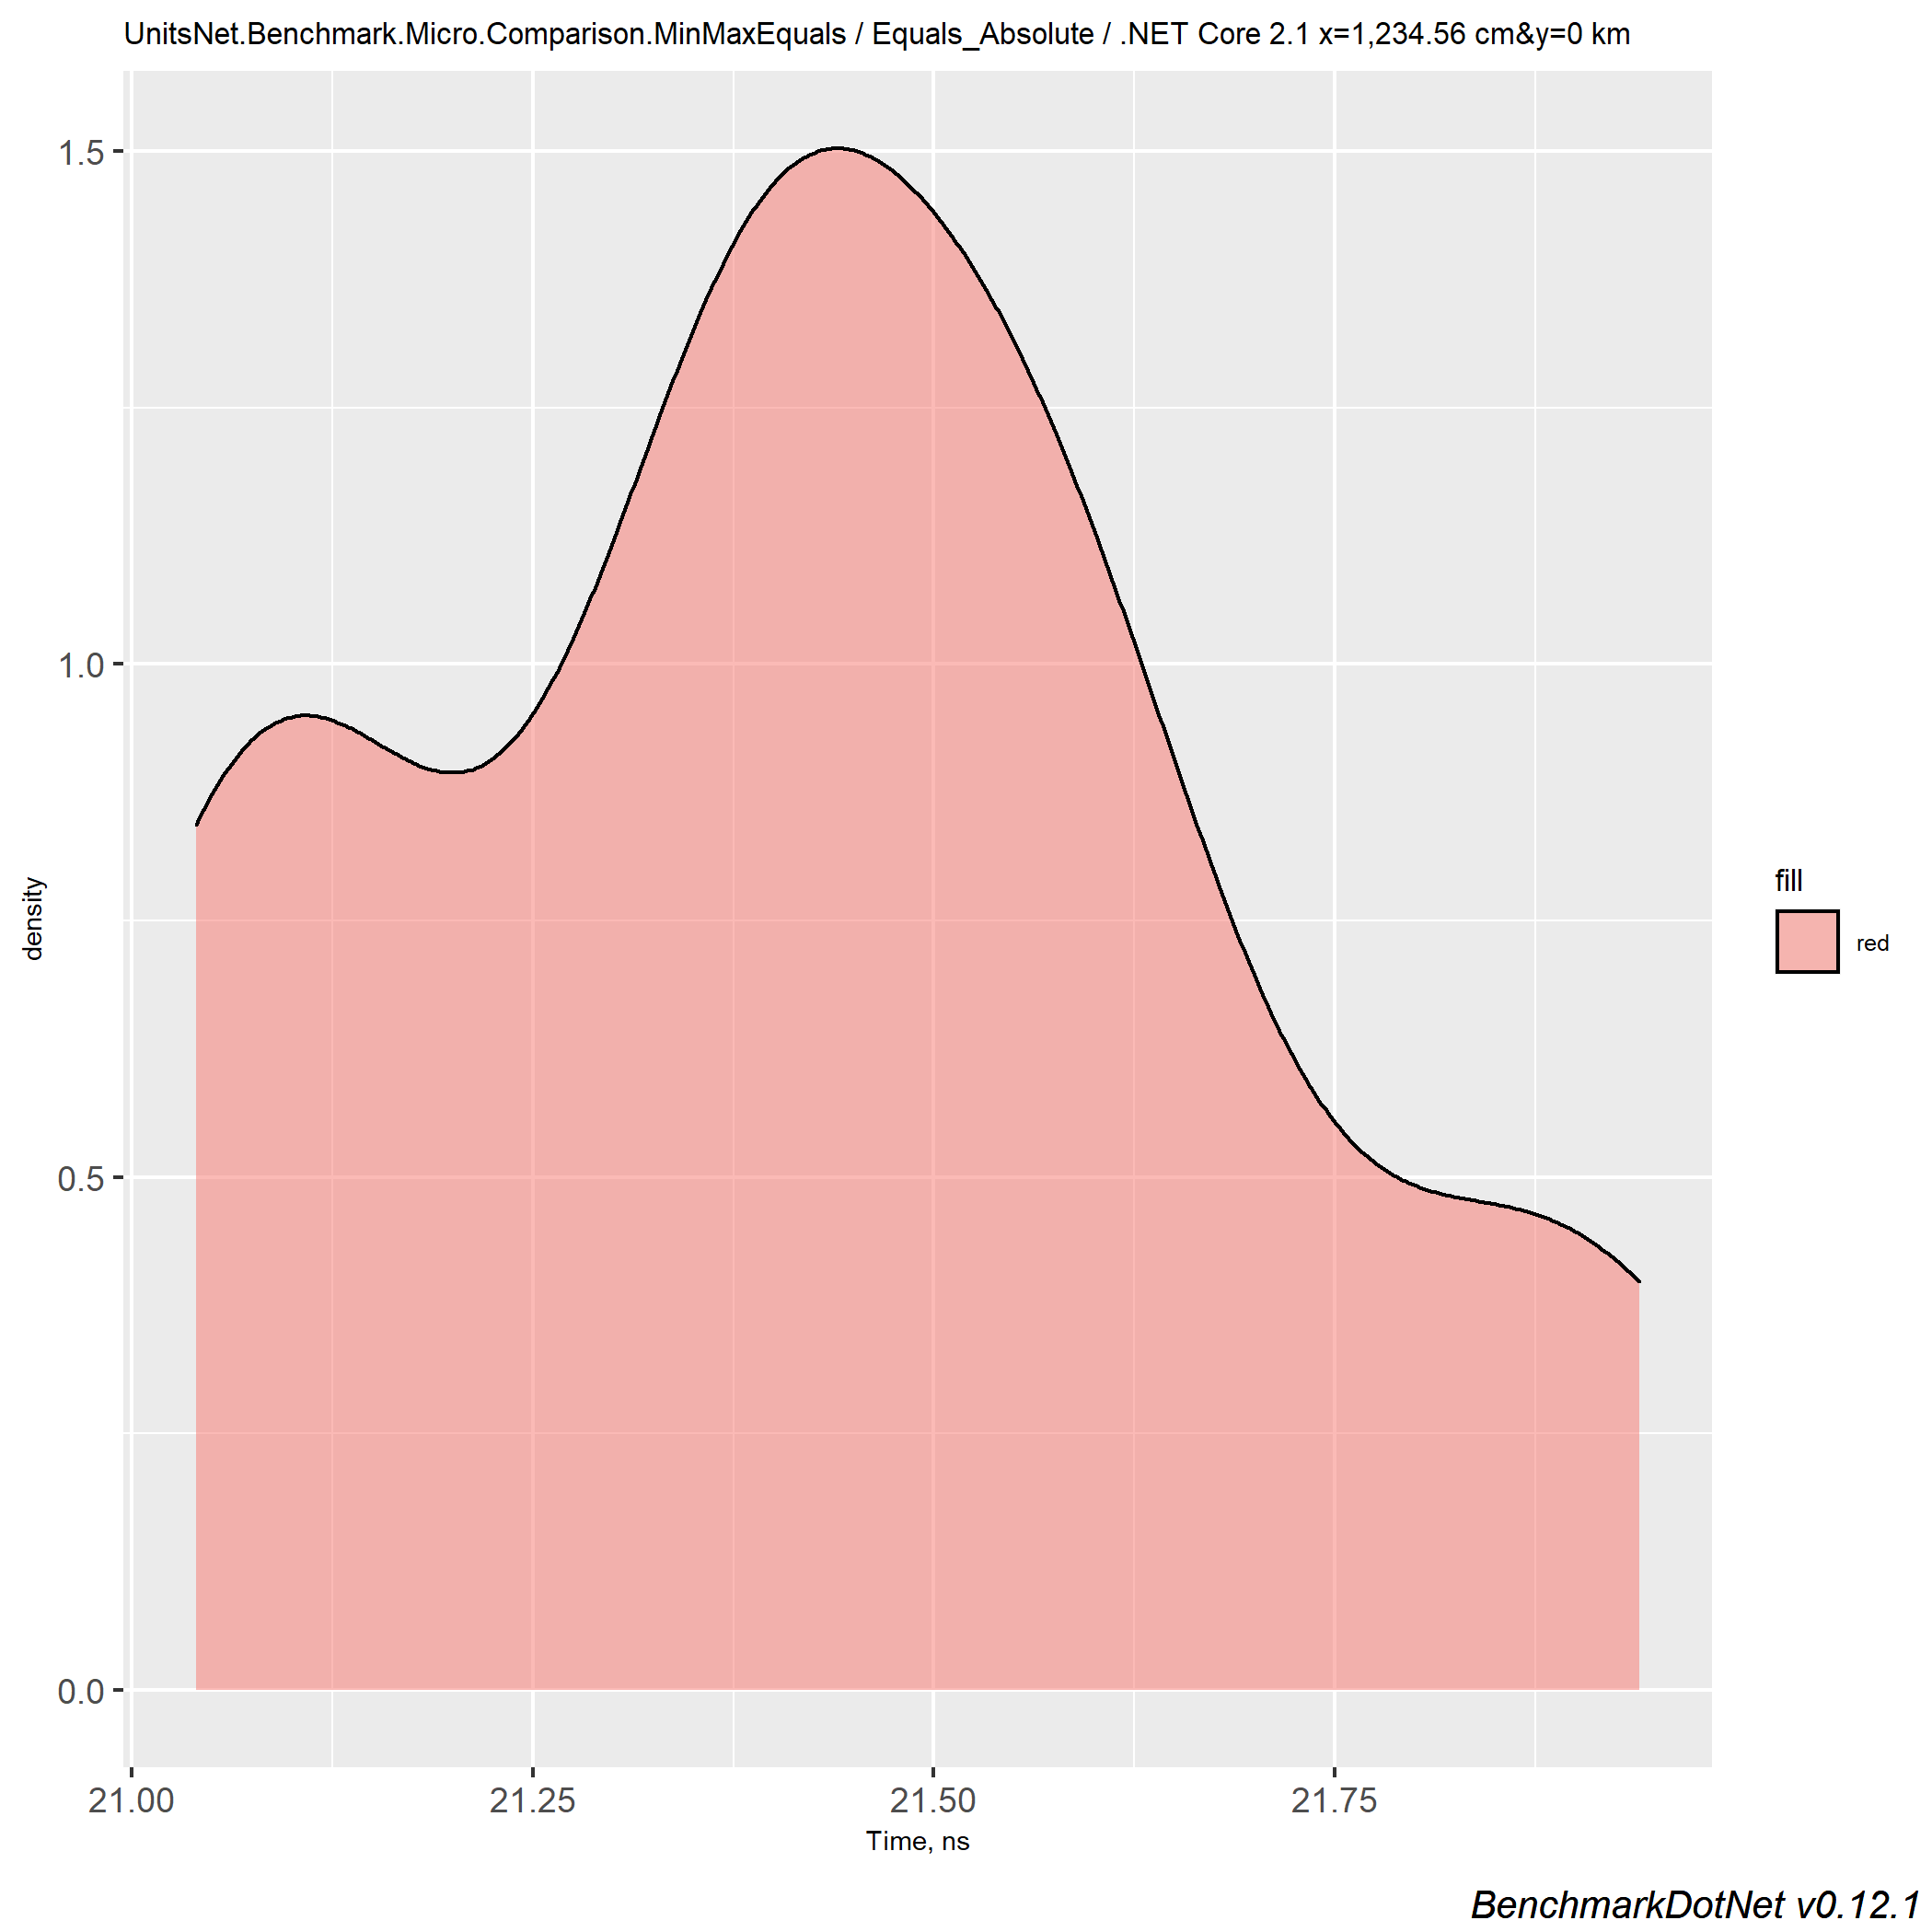 UnitsNet.Benchmark.Micro.Comparison.MinMaxEquals / Equals_Absolute / .NET Core 2.1 x=1,234.56 cm&y=0 km
1.5
1.0
0.5
0.0
density
21.00 21.25 21.50 21.75
Time, ns
fill
red
BenchmarkDotNet v0.12.1